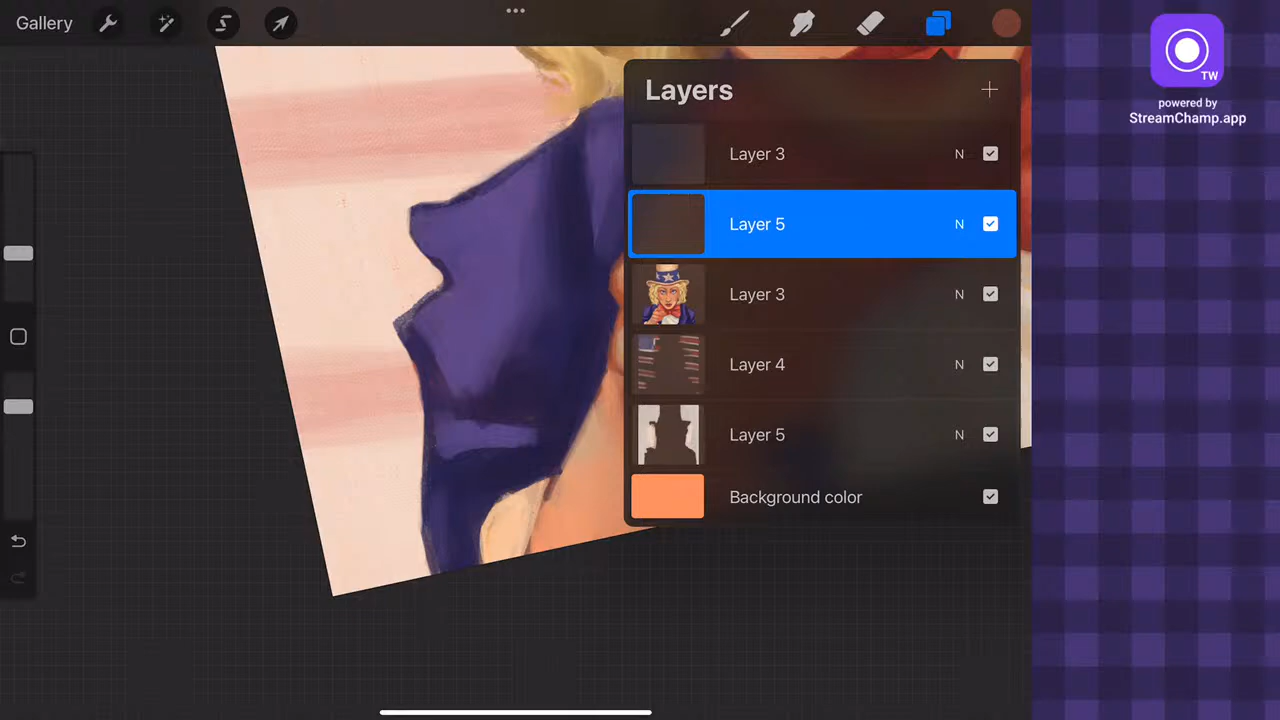 Gallery
Layers
Layer 3 N
Layer 5 N
Layer 3 N
Layer 4 N
Layer 5 N
Background color
TW
powered by
StreamChamp.app